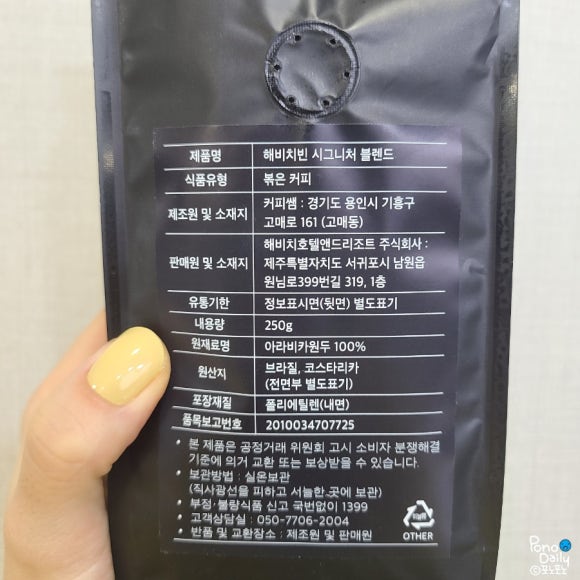 제품명 해비치빈 시그니처 블렌드
식품유형 볶은 커피
제조원 및 소재지 커피쌤 : 경기도 용인시 기흥구
고매로 161 (고매동)
판매원 및 소재지 해비치호텔앤드리조트 주식회사 :
제주특별자치도 서귀포시 남원읍
원님로399번길 319, 1층
유통기한 정보표시면(뒷면) 별도표기
내용량 250g
원재료명 아라비카원두 100%
원산지 브라질, 코스타리카
(전면부 별도표기)
포장재질 폴리에틸렌(내면)
품목보고번호 2010034707725
• 본 제품은 공정거래 위원회 고시 소비자 분쟁해결
기준에 의거 교환 또는 보상받을 수 있습니다.
• 보관방법 : 실온보관
(직사광선을 피하고 서늘한 곳에 보관)
• 부정·불량식품 신고 국번없이 1399
• 고객상담실 : 050-7706-2004
• 반품 및 교환장소 : 제조원 및 판매원
OTHER
Pono
Daily
©포노포노